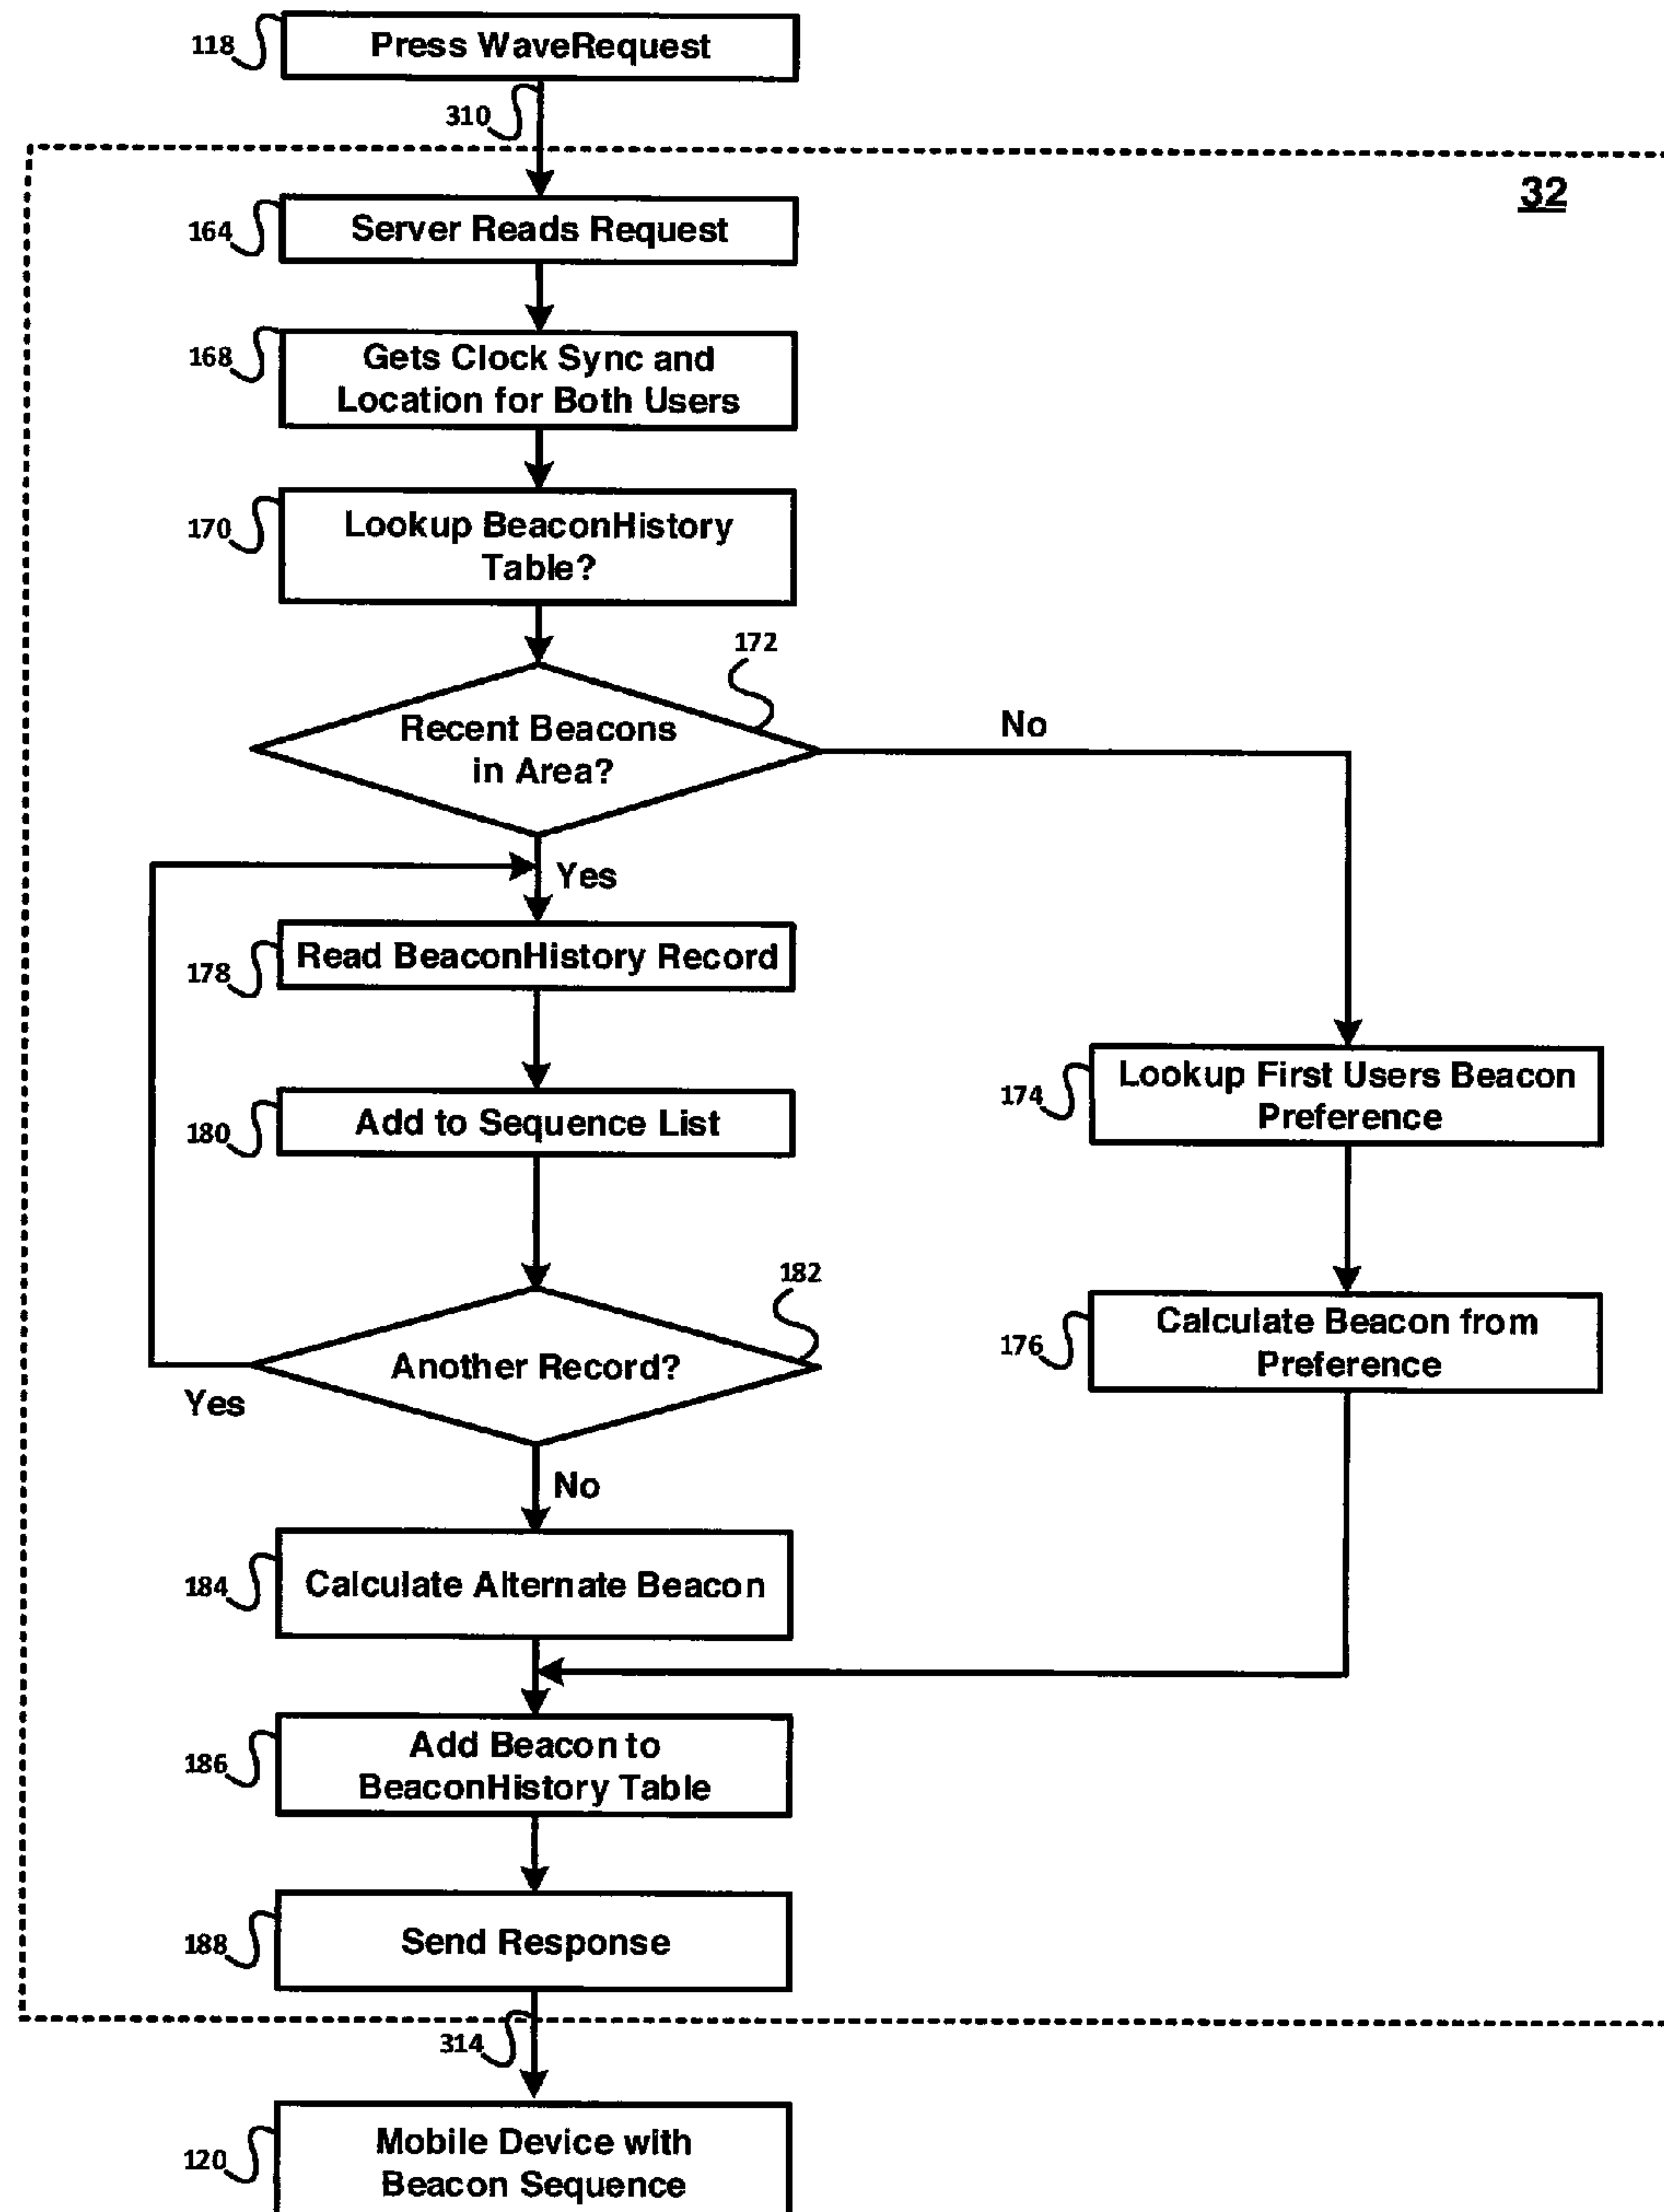 118
Press WaveRequest
310
32
164
Server Reads Request
168
Gets Clock Sync and
Location for Both Users
170
Lookup BeaconHistory
Table?
172
Recent Beacons
in Area?
No
Yes
178
Read BeaconHistory Record
174
Lookup First Users Beacon
Preference
180
Add to Sequence List
182
176
Calculate Beacon from
Preference
Another Record?
Yes
No
184
Calculate Alternate Beacon
186
Add Beacon to
BeaconHistory Table
188
Send Response
314
120
Mobile Device with
Beacon Sequence